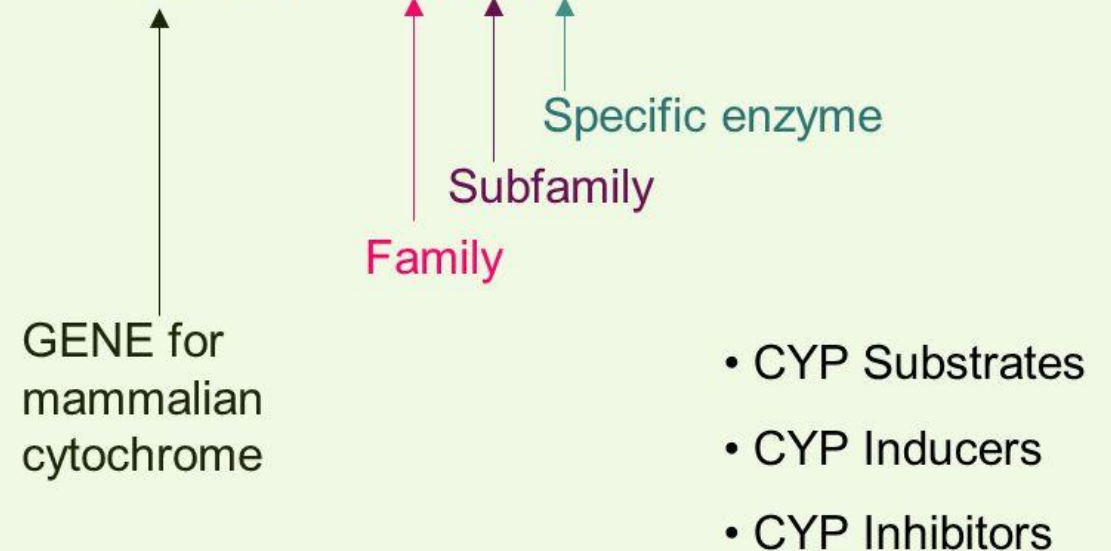 Specific enzyme
Subfamily
Family
GENE for
mammalian
cytochrome
• CYP Substrates
• CYP Inducers
• CYP Inhibitors